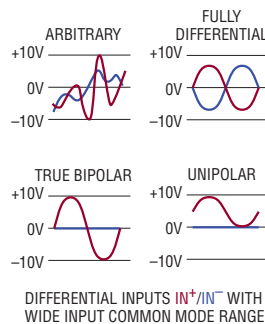 ARBITRARY
+10V
0V
–10V
FULLY
DIFFERENTIAL
+10V
0V
–10V
TRUE BIPOLAR
+10V
0V
–10V
UNIPOLAR
+10V
0V
–10V
DIFFERENTIAL INPUTS IN+/IN– WITH
WIDE INPUT COMMON MODE RANGE